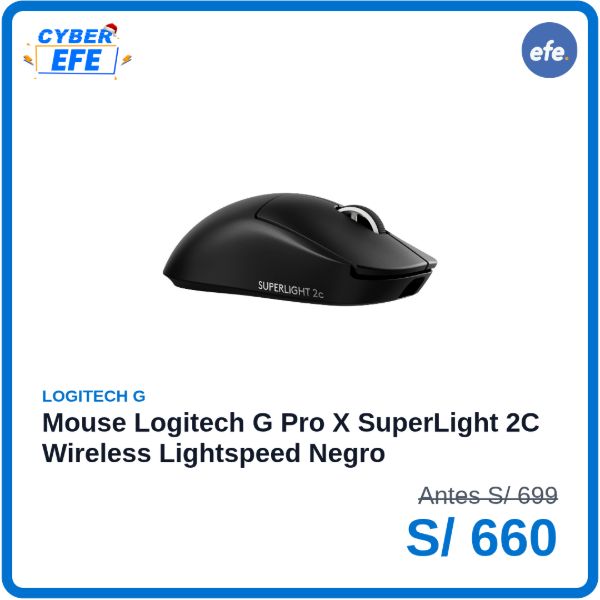 CYBER
EFE
efe.
SUPERLIGHT 2c
LOGITECH G
Mouse Logitech G Pro X SuperLight 2C
Wireless Lightspeed Negro
Antes S/ 699
S/ 660